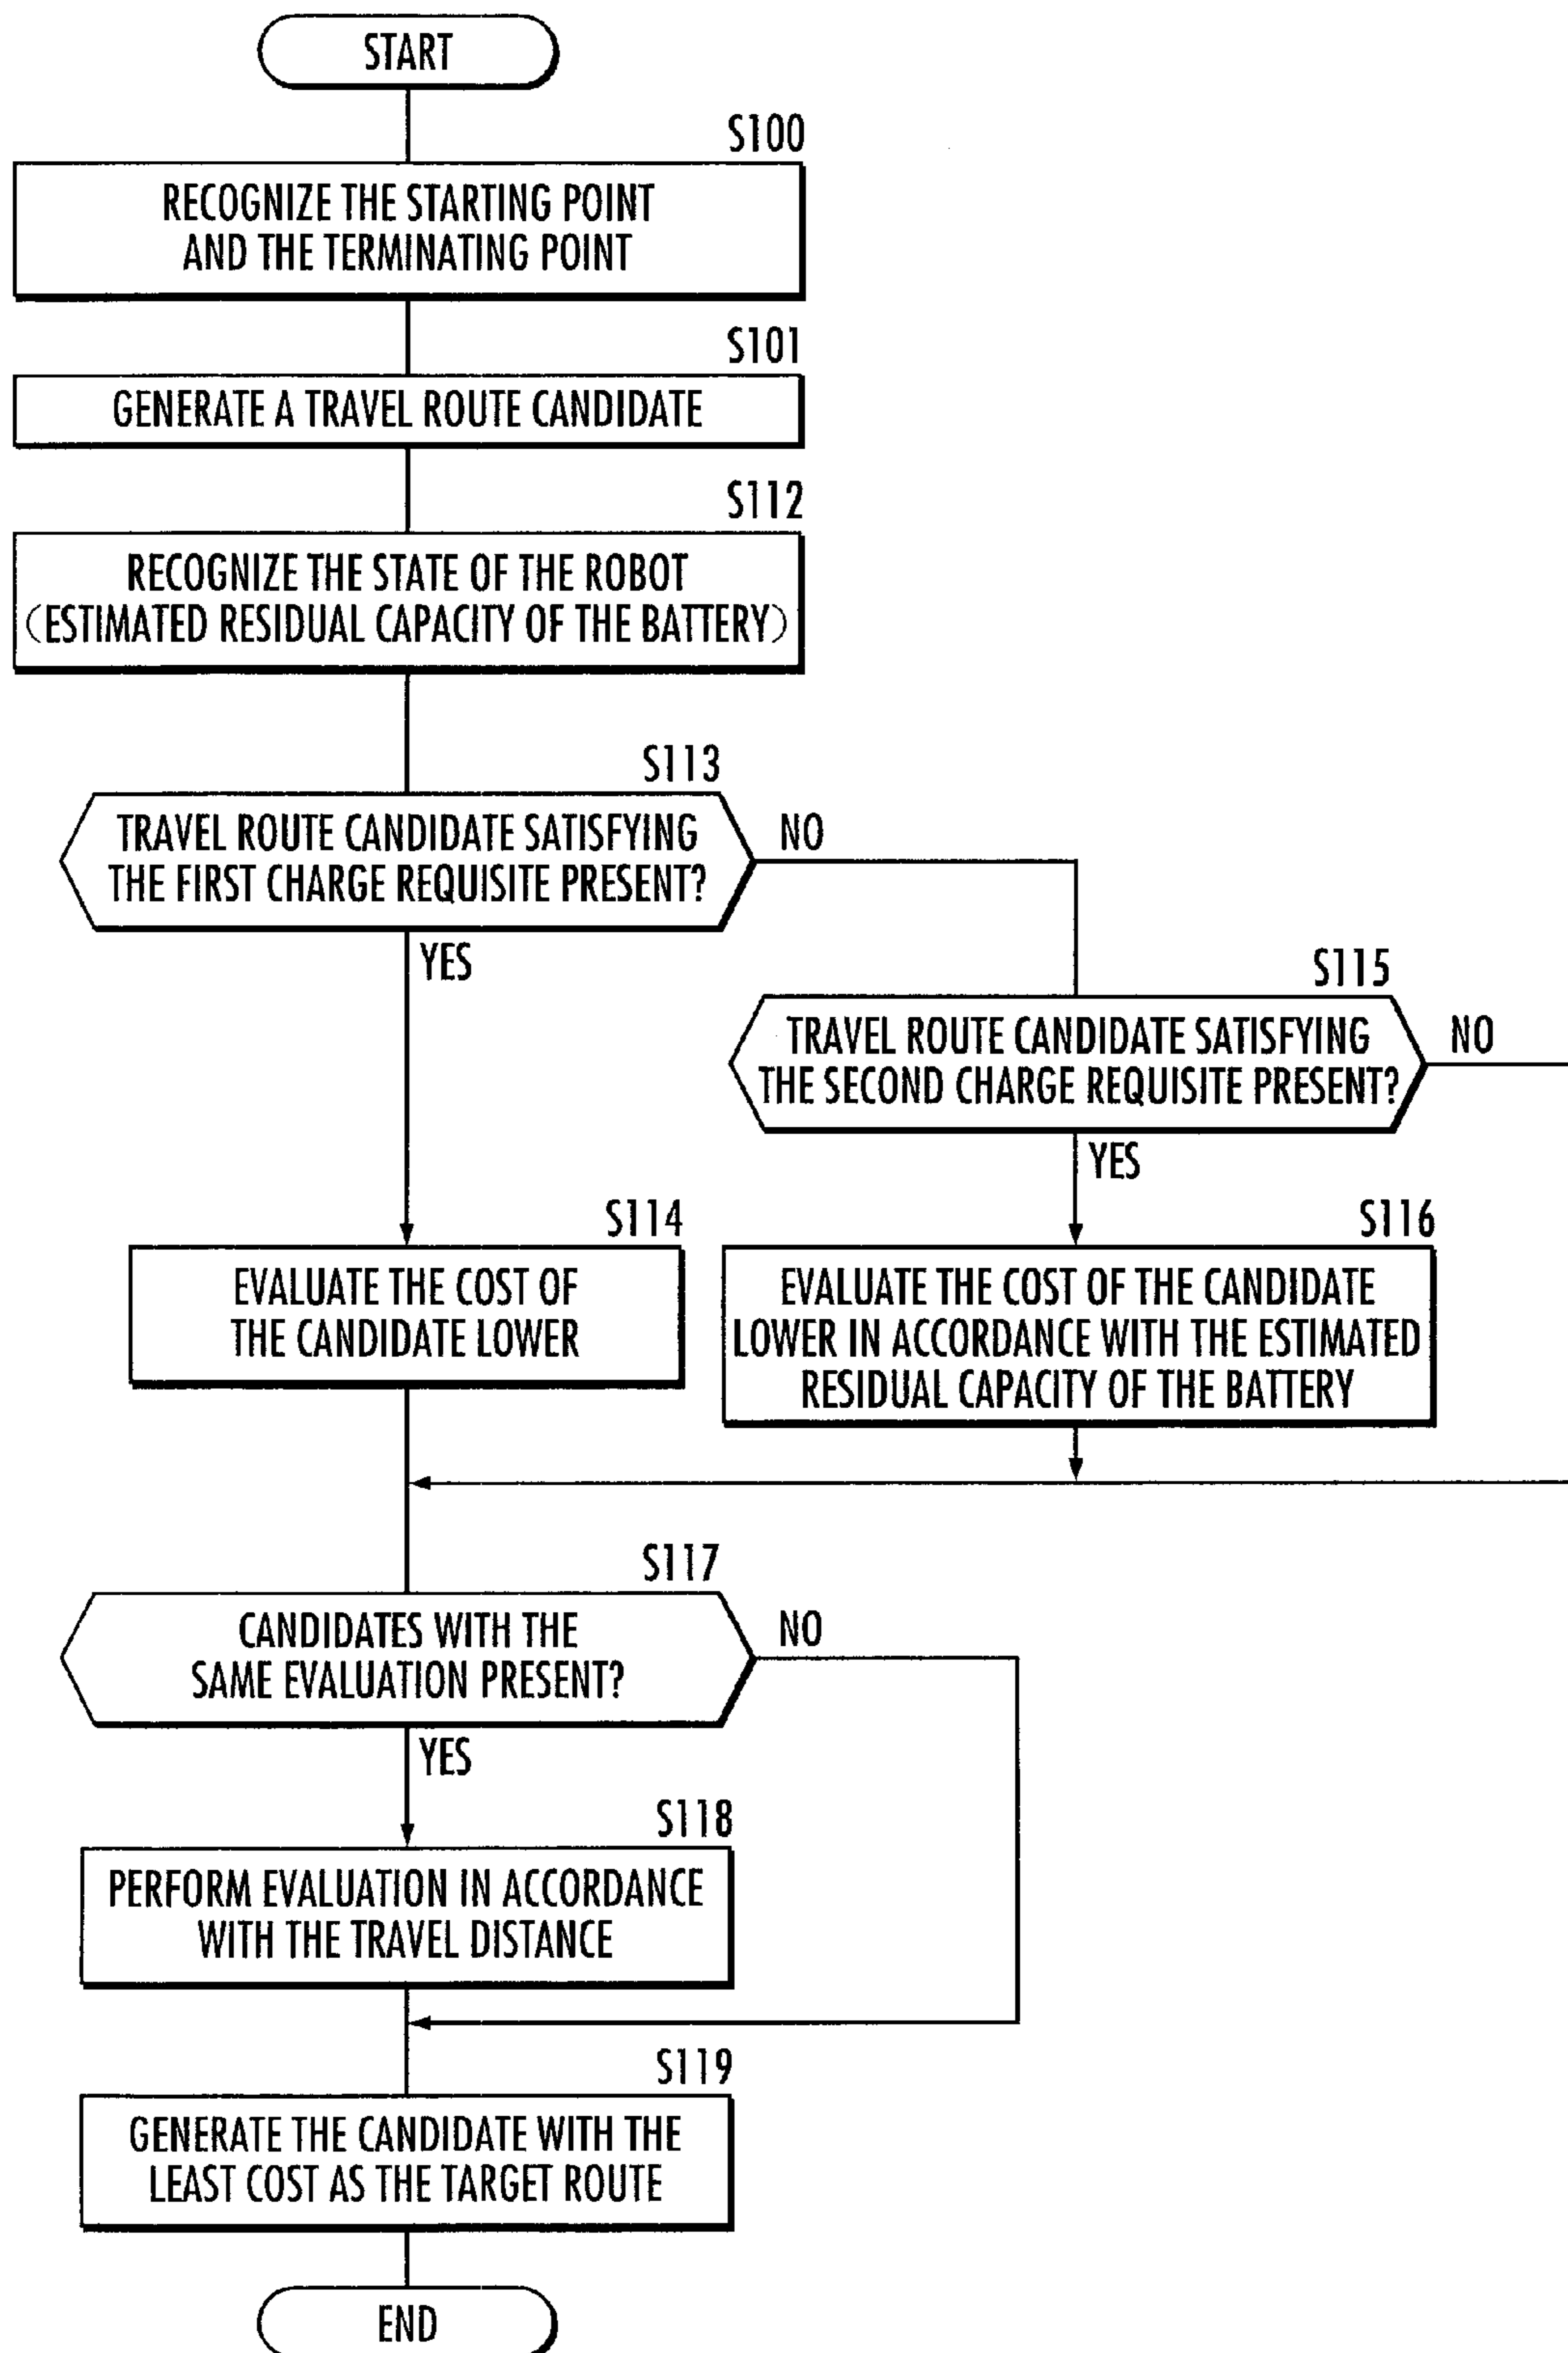 START
S100
RECOGNIZE THE STARTING POINT
AND THE TERMINATING POINT
S101
GENERATE A TRAVEL ROUTE CANDIDATE
S112
RECOGNIZE THE STATE OF THE ROBOT
(ESTIMATED RESIDUAL CAPACITY OF THE BATTERY)
S113
TRAVEL ROUTE CANDIDATE SATISFYING
THE FIRST CHARGE REQUISITE PRESENT?
NO
YES
S115
TRAVEL ROUTE CANDIDATE SATISFYING
THE SECOND CHARGE REQUISITE PRESENT?
NO
YES
S114
EVALUATE THE COST OF
THE CANDIDATE LOWER
S116
EVALUATE THE COST OF THE CANDIDATE
LOWER IN ACCORDANCE WITH THE ESTIMATED
RESIDUAL CAPACITY OF THE BATTERY
S117
CANDIDATES WITH THE
SAME EVALUATION PRESENT?
NO
YES
S118
PERFORM EVALUATION IN ACCORDANCE
WITH THE TRAVEL DISTANCE
S119
GENERATE THE CANDIDATE WITH THE
LEAST COST AS THE TARGET ROUTE
END